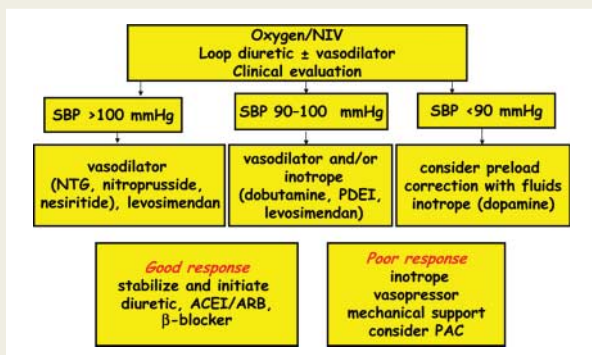 Oxygen/NIV
Loop diuretic ± vasodilator
Clinical evaluation
SBP >100 mmHg
SBP 90–100 mmHg
SBP <90 mmHg
vasodilator
(NTG, nitroprusside,
nesiritide), levosimendan
vasodilator and/or
inotrope
(dobutamine, PDEI,
levosimendan)
consider preload
correction with fluids
inotrope (dopamine)
Good response
stabilize and initiate
diuretic, ACEI/ARB,
β-blocker
Poor response
inotrope
vasopressor
mechanical support
consider PAC